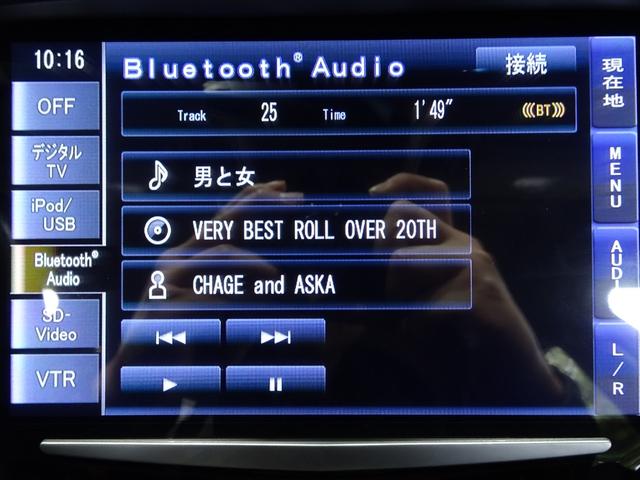 10:16
Bluetooth® Audio
接続
現在地
OFF
Track 25 Time 1'49" BT
デジタル
TV
男と女
MENU
iPod/
USB
VERY BEST ROLL OVER 20TH
Bluetooth®
Audio
CHAGE and ASKA
AUDI
SD-
Video
L/R
VTR